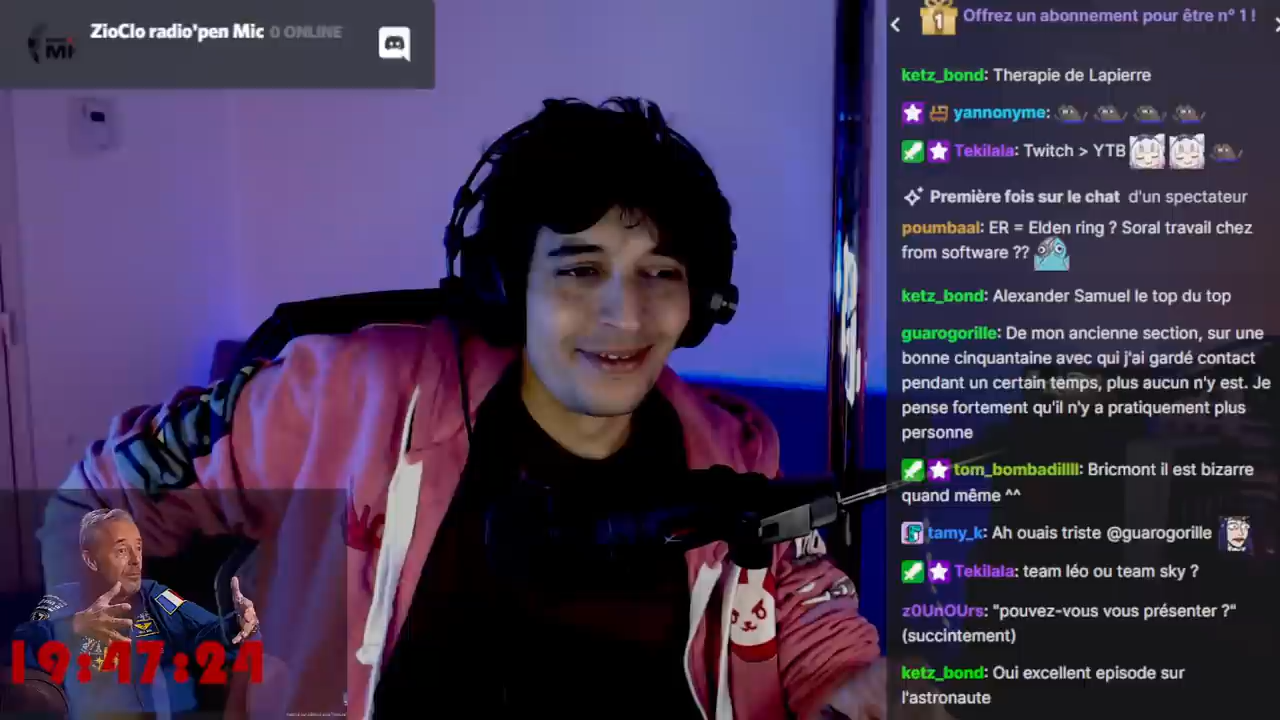 ZioClo radio'pen Mic 0 ONLINE
MI
19:47:24
1 Offrez un abonnement pour être n° 1 !
ketz_bond: Therapie de Lapierre
yannonyme:
Tekilala: Twitch > YTB
Première fois sur le chat d'un spectateur
poumbaal: ER = Elden ring ? Soral travail chez
from software ??
ketz_bond: Alexander Samuel le top du top
guarogorille: De mon ancienne section, sur une
bonne cinquantaine avec qui j'ai gardé contact
pendant un certain temps, plus aucun n'y est. Je
pense fortement qu'il n'y a pratiquement plus
personne
tom_bombadillll: Bricmont il est bizarre
quand même ^^
tamy_k: Ah ouais triste @guarogorille
Tekilala: team léo ou team sky ?
z0UnOUrs: "pouvez-vous vous présenter ?"
(succintement)
ketz_bond: Oui excellent episode sur
l'astronaute